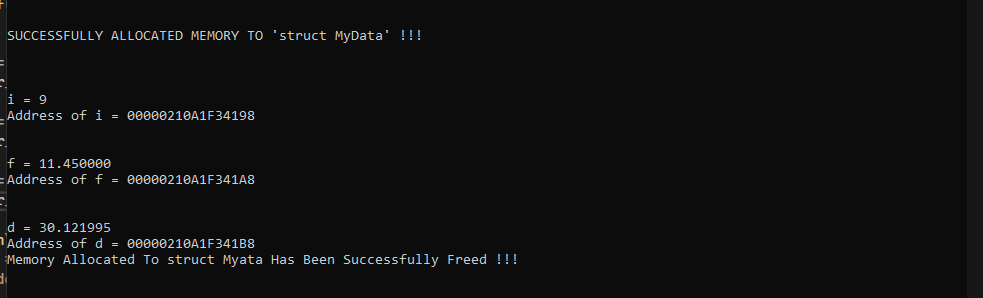 SUCCESSFULLY ALLOCATED MEMORY TO 'struct MyData' !!!
i = 9
Address of i = 00000210A1F34198
f = 11.450000
Address of f = 00000210A1F341A8
d = 30.121995
Address of d = 00000210A1F341B8
Memory Allocated To struct Myata Has Been Successfully Freed !!!